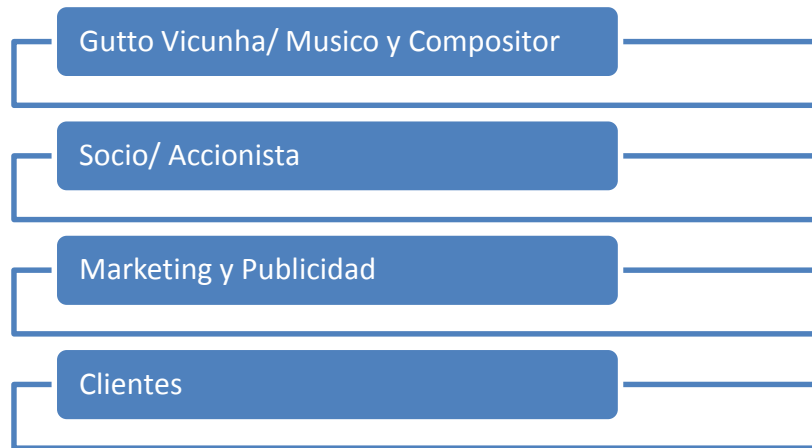 Gutto Vicunha/ Musico y Compositor
Socio/ Accionista
Marketing y Publicidad
Clientes